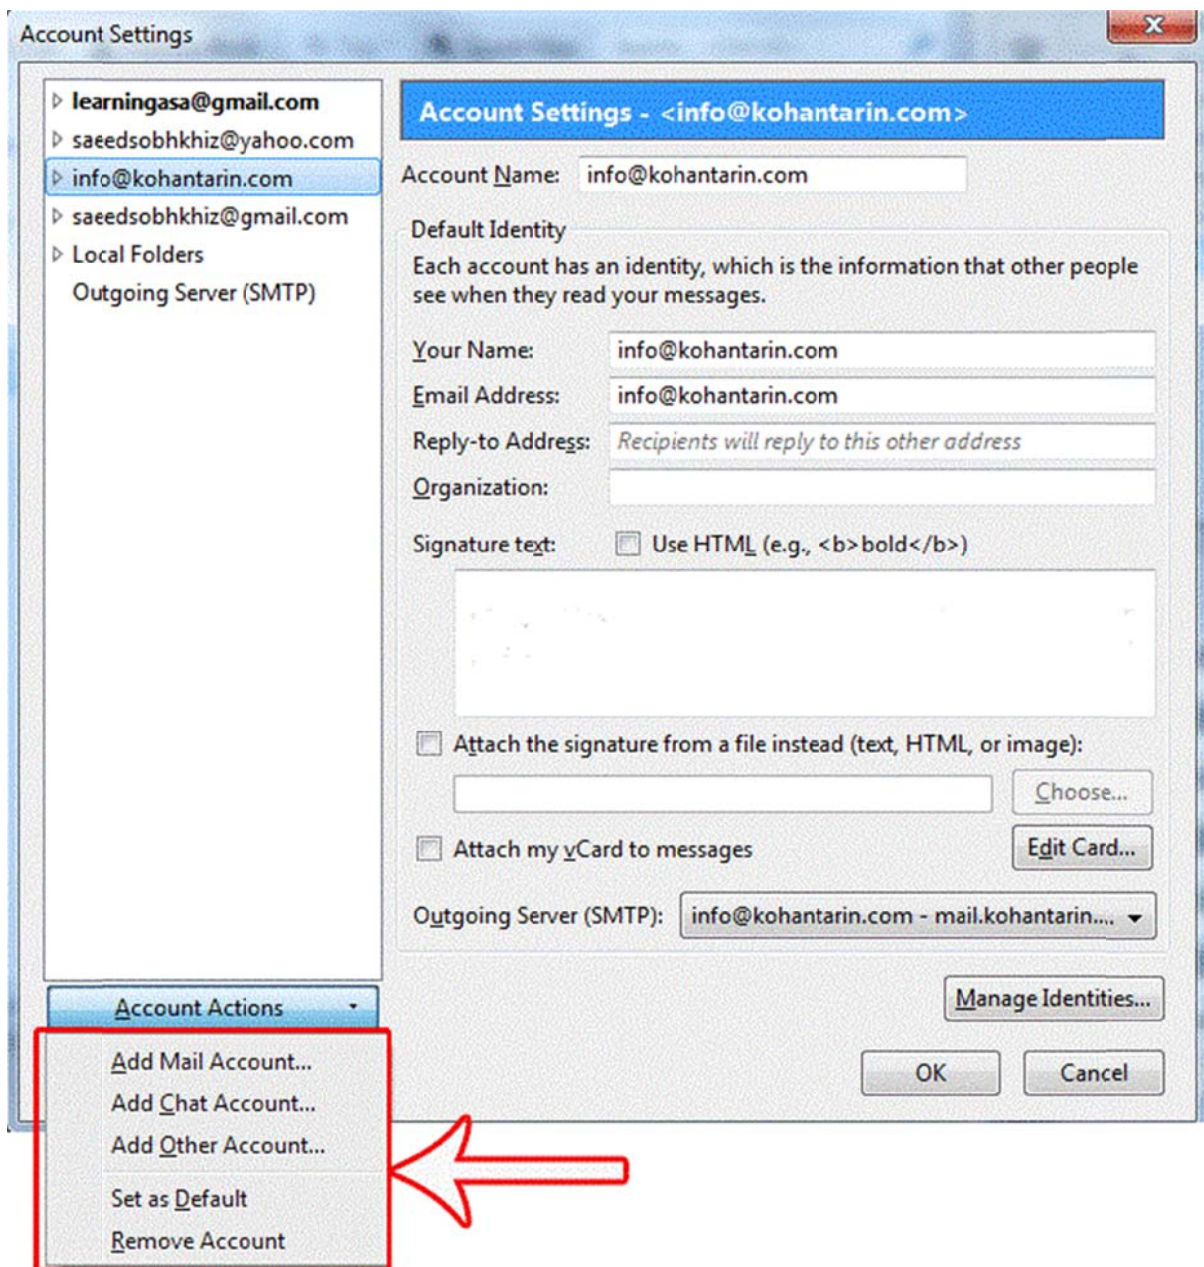 Account Settings
learningasa@gmail.com
saeedsobhkhiz@yahoo.com
info@kohantarin.com
saeedsobhkhiz@gmail.com
Local Folders
Outgoing Server (SMTP)
Account Settings - <info@kohantarin.com>
Account Name: info@kohantarin.com
Default Identity
Each account has an identity, which is the information that other people
see when they read your messages.
Your Name: info@kohantarin.com
Email Address: info@kohantarin.com
Reply-to Address: Recipients will reply to this other address
Organization:
Signature text: Use HTML (e.g., <b>bold</b>)
Attach the signature from a file instead (text, HTML, or image):
Choose...
Attach my vCard to messages Edit Card...
Outgoing Server (SMTP): info@kohantarin.com - mail.kohantarin....
Manage Identities...
OK Cancel
Account Actions
Add Mail Account...
Add Chat Account...
Add Other Account...
Set as Default
Remove Account